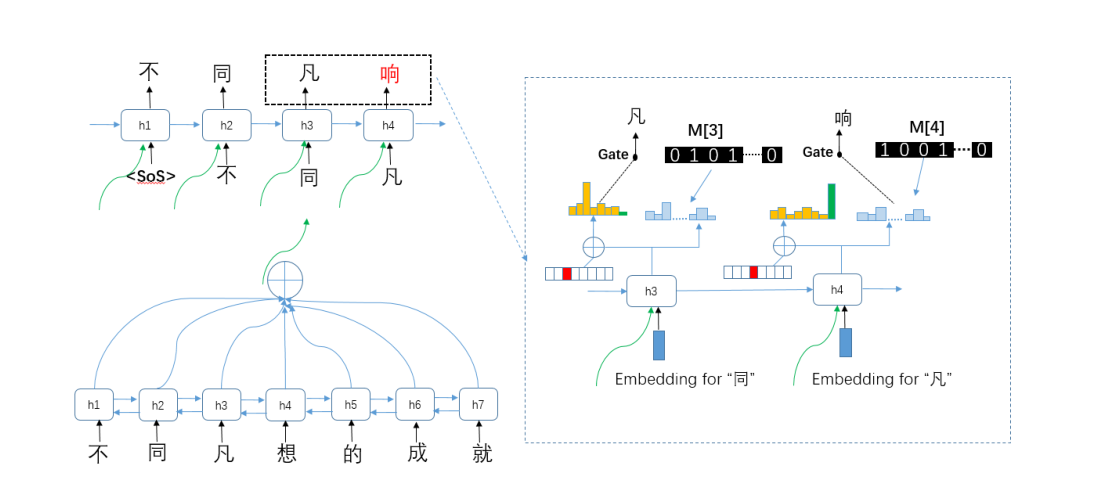 不 同 凡 响
h1 h2 h3 h4
<SoS> 不 同 凡
h1 h2 h3 h4 h5 h6 h7
不 同 凡 想 的 成 就
凡
M[3]
Gate
0 1 0 1 0
响
M[4]
Gate
1 0 0 1 0
h3 h4
Embedding for “同”
Embedding for “凡”